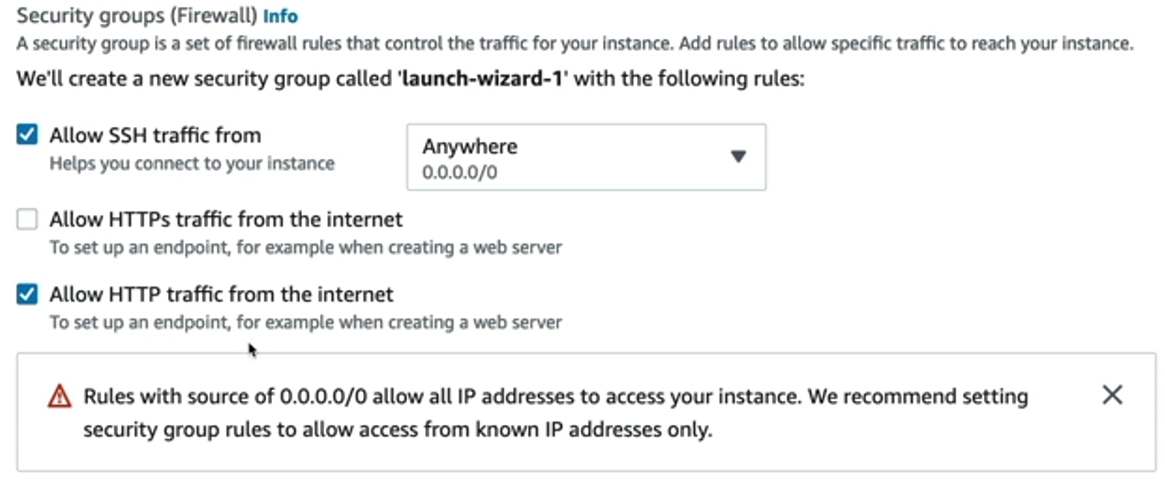 Security groups (Firewall) Info
A security group is a set of firewall rules that control the traffic for your instance. Add rules to allow specific traffic to reach your instance.
We'll create a new security group called 'launch-wizard-1' with the following rules:
Allow SSH traffic from
Helps you connect to your instance
Anywhere
0.0.0.0/0
Allow HTTPs traffic from the internet
To set up an endpoint, for example when creating a web server
Allow HTTP traffic from the internet
To set up an endpoint, for example when creating a web server
Rules with source of 0.0.0.0/0 allow all IP addresses to access your instance. We recommend setting
security group rules to allow access from known IP addresses only.